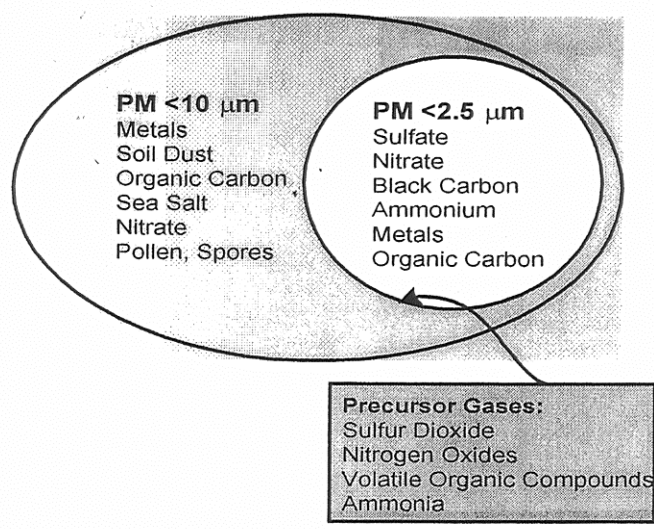 PM <10 µm
Metals
Soil Dust
Organic Carbon
Sea Salt
Nitrate
Pollen, Spores
PM <2.5 µm
Sulfate
Nitrate
Black Carbon
Ammonium
Metals
Organic Carbon
Precursor Gases:
Sulfur Dioxide
Nitrogen Oxides
Volatile Organic Compounds
Ammonia